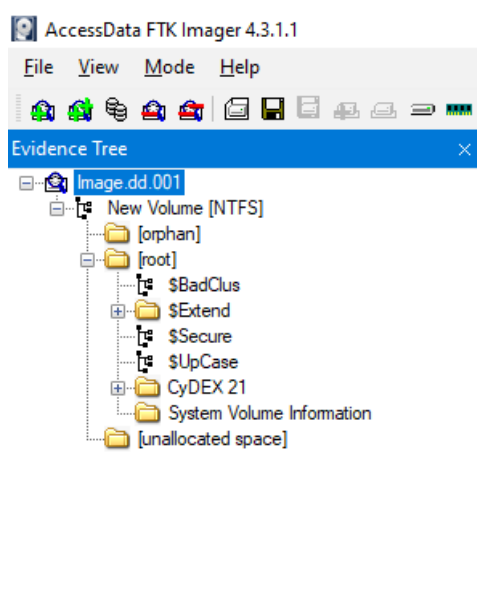 AccessData FTK Imager 4.3.1.1
File View Mode Help
Evidence Tree
Image.dd.001
New Volume [NTFS]
[orphan]
[root]
$BadClus
$Extend
$Secure
$UpCase
CyDEX 21
System Volume Information
[unallocated space]